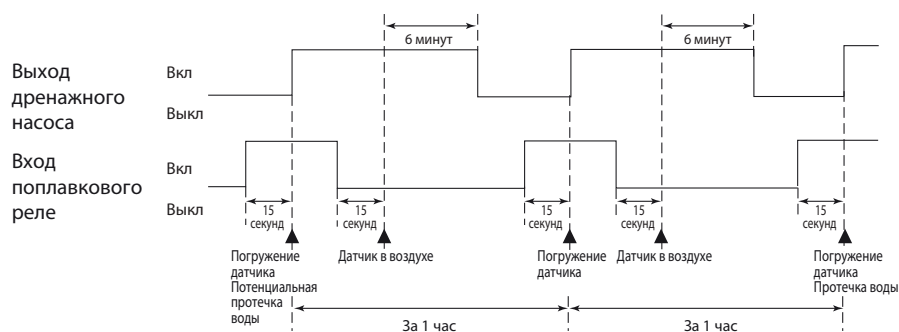 6 минут
6 минут
Выход
дренажного
насоса
Вкл
Выкл
Вход
поплавкового
реле
Вкл
Выкл
15
секунд
15
секунд
15
секунд
15
секунд
15
секунд
Погружение
датчика
Потенциальная
протечка
воды
Датчик в воздухе
Погружение
датчика
Датчик в воздухе
Погружение
датчика
Протечка воды
За 1 час
За 1 час